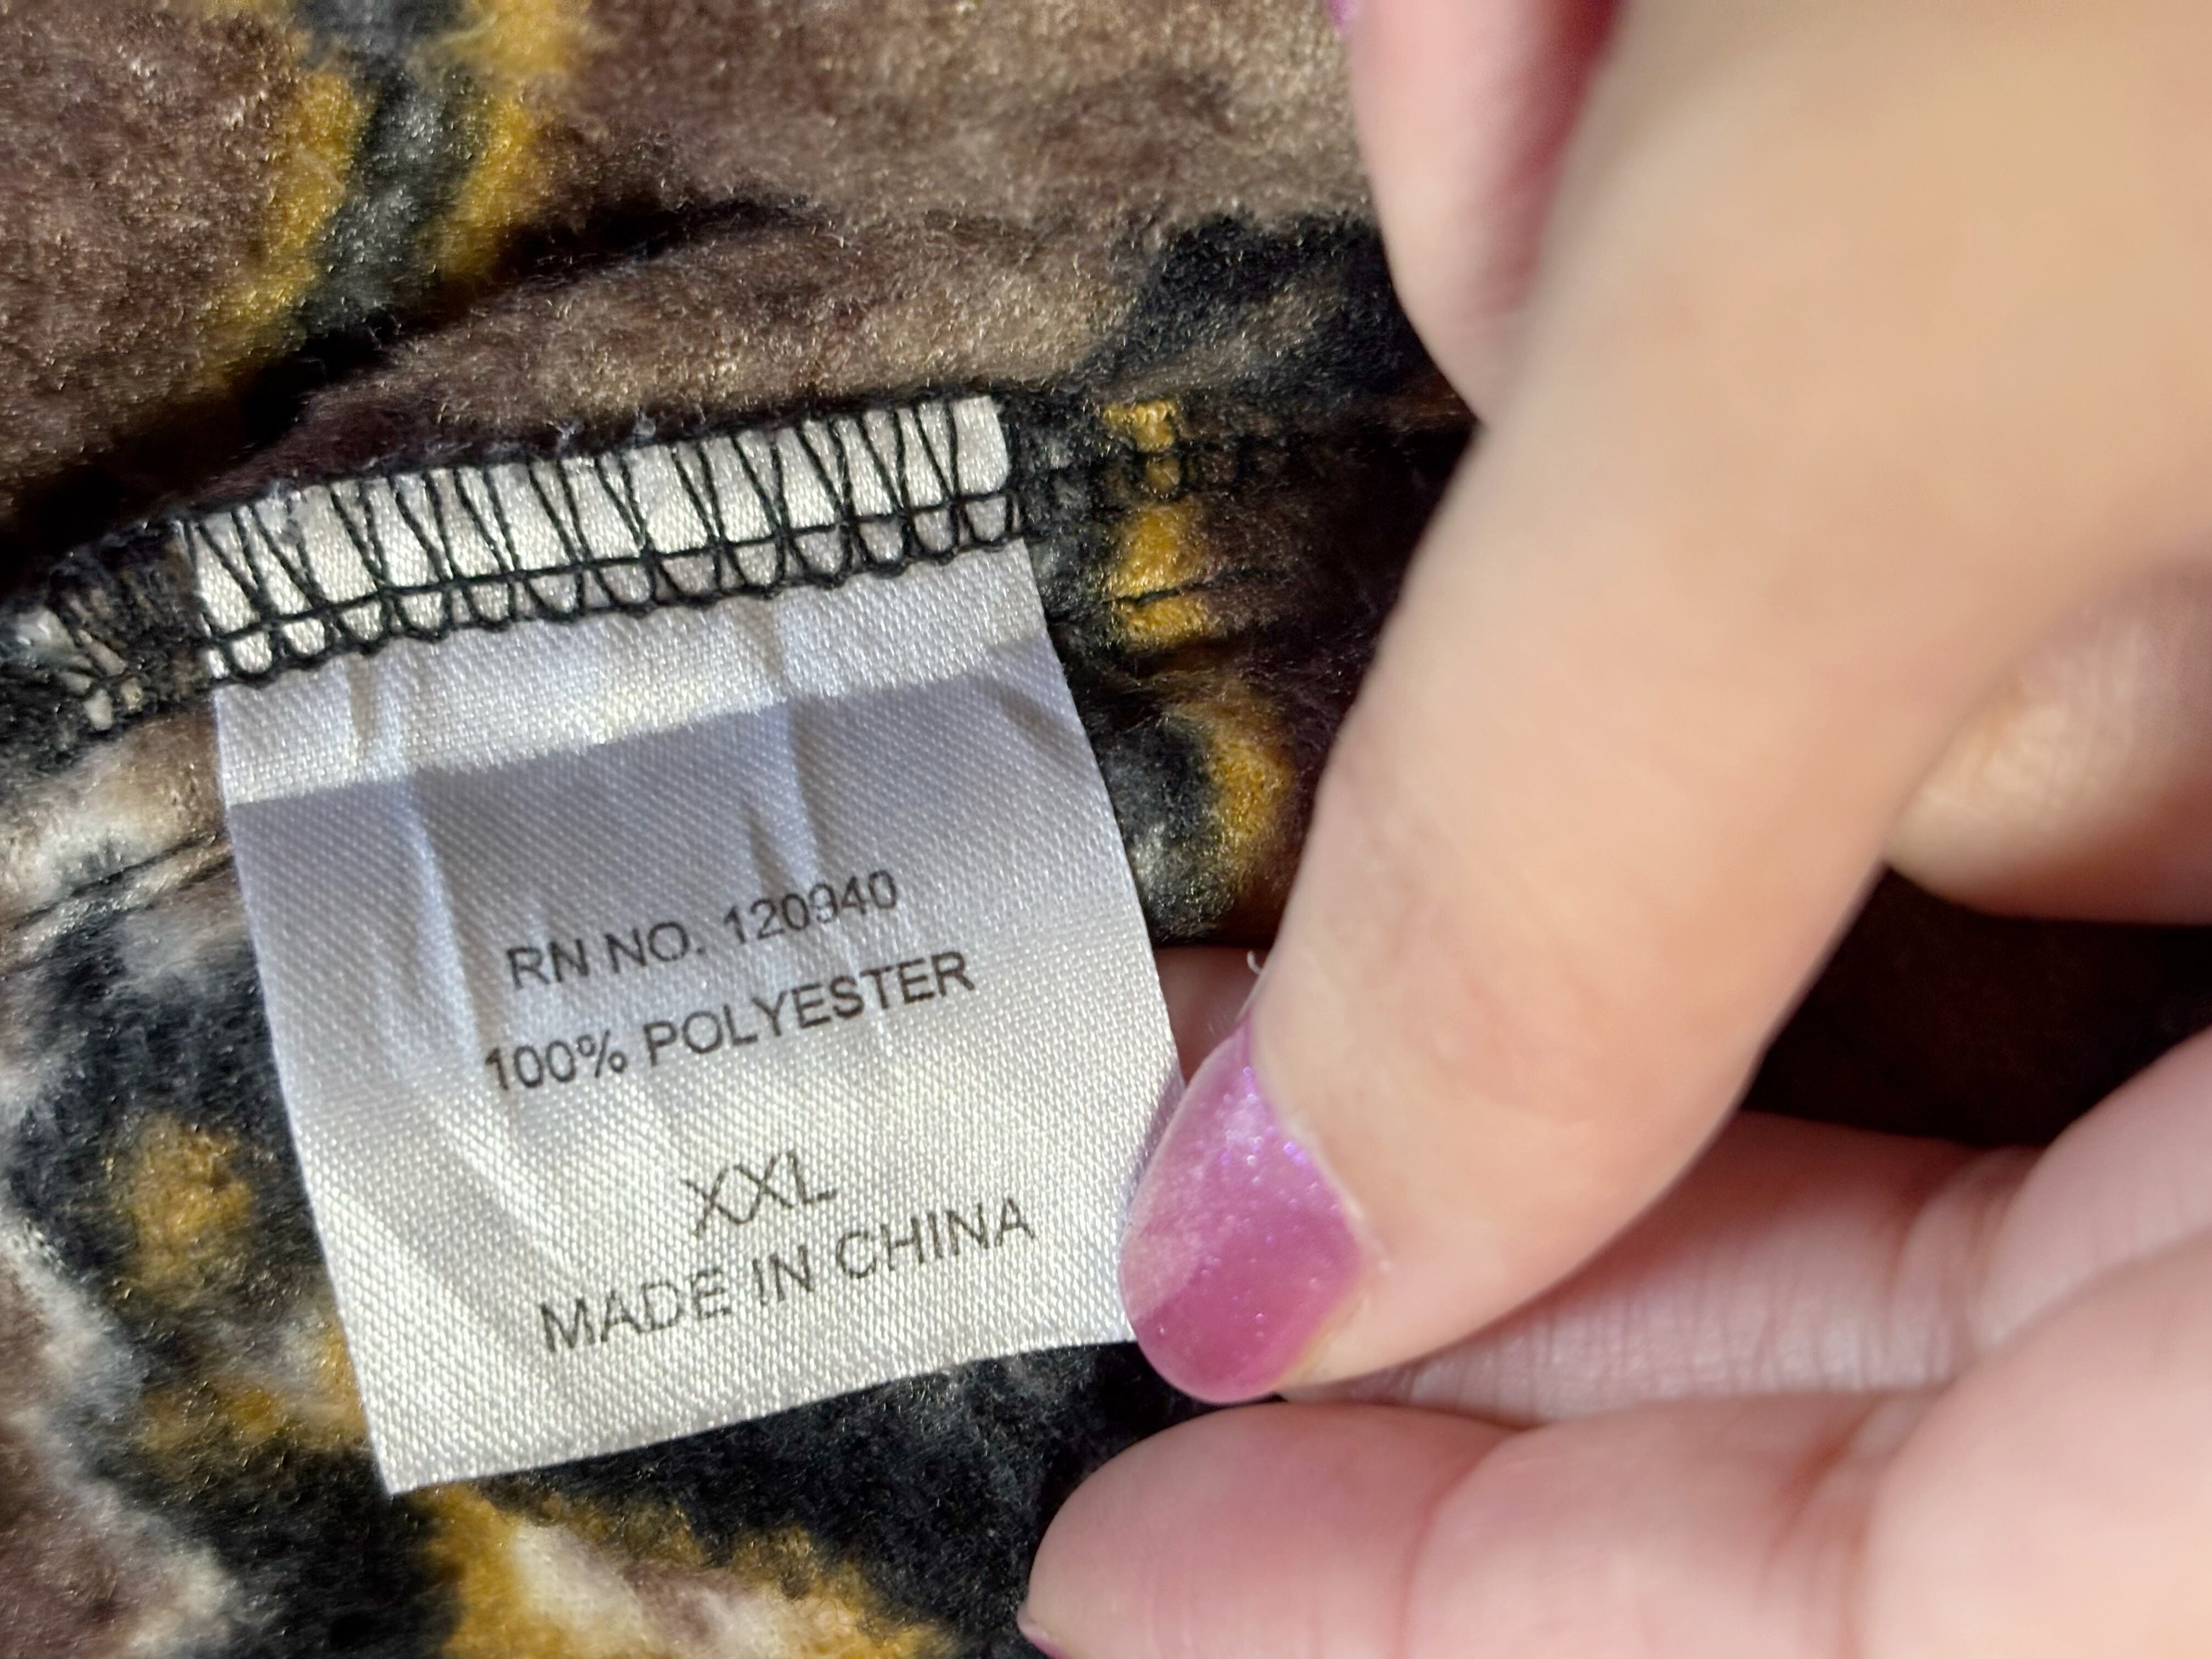 RN NO. 120940
100% POLYESTER
XXL
MADE IN CHINA